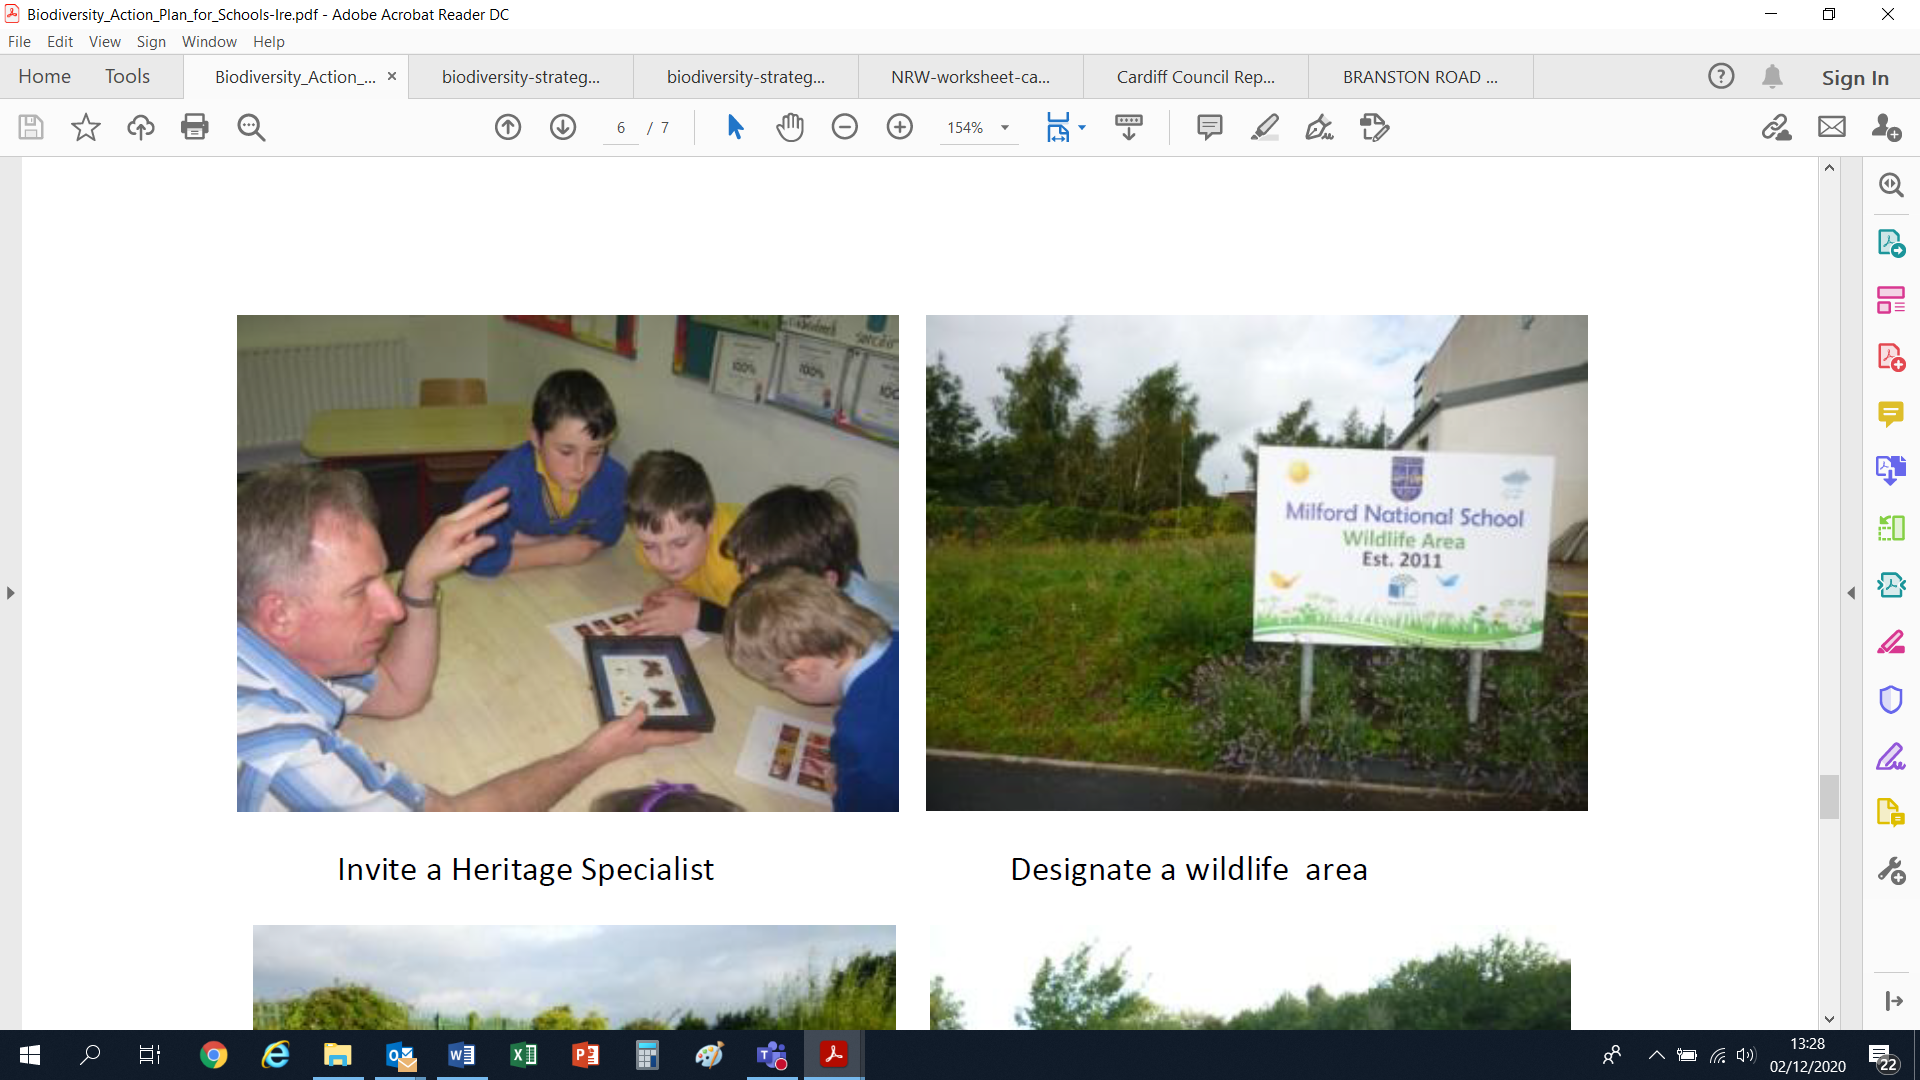 Biodiversity_Action_Plan_for_Schools-Ire.pdf - Adobe Acrobat Reader DC
File Edit View Sign Window Help
Home Tools Biodiversity_Action_... biodiversity-strateg... biodiversity-strateg... NRW-worksheet-ca... Cardiff Council Rep... BRANSTON ROAD ... Sign In
6 / 7 154%
100%
100%
Milford National School
Wildlife Area
Est. 2011
Invite a Heritage Specialist
Designate a wildlife area
13:28
02/12/2020
22